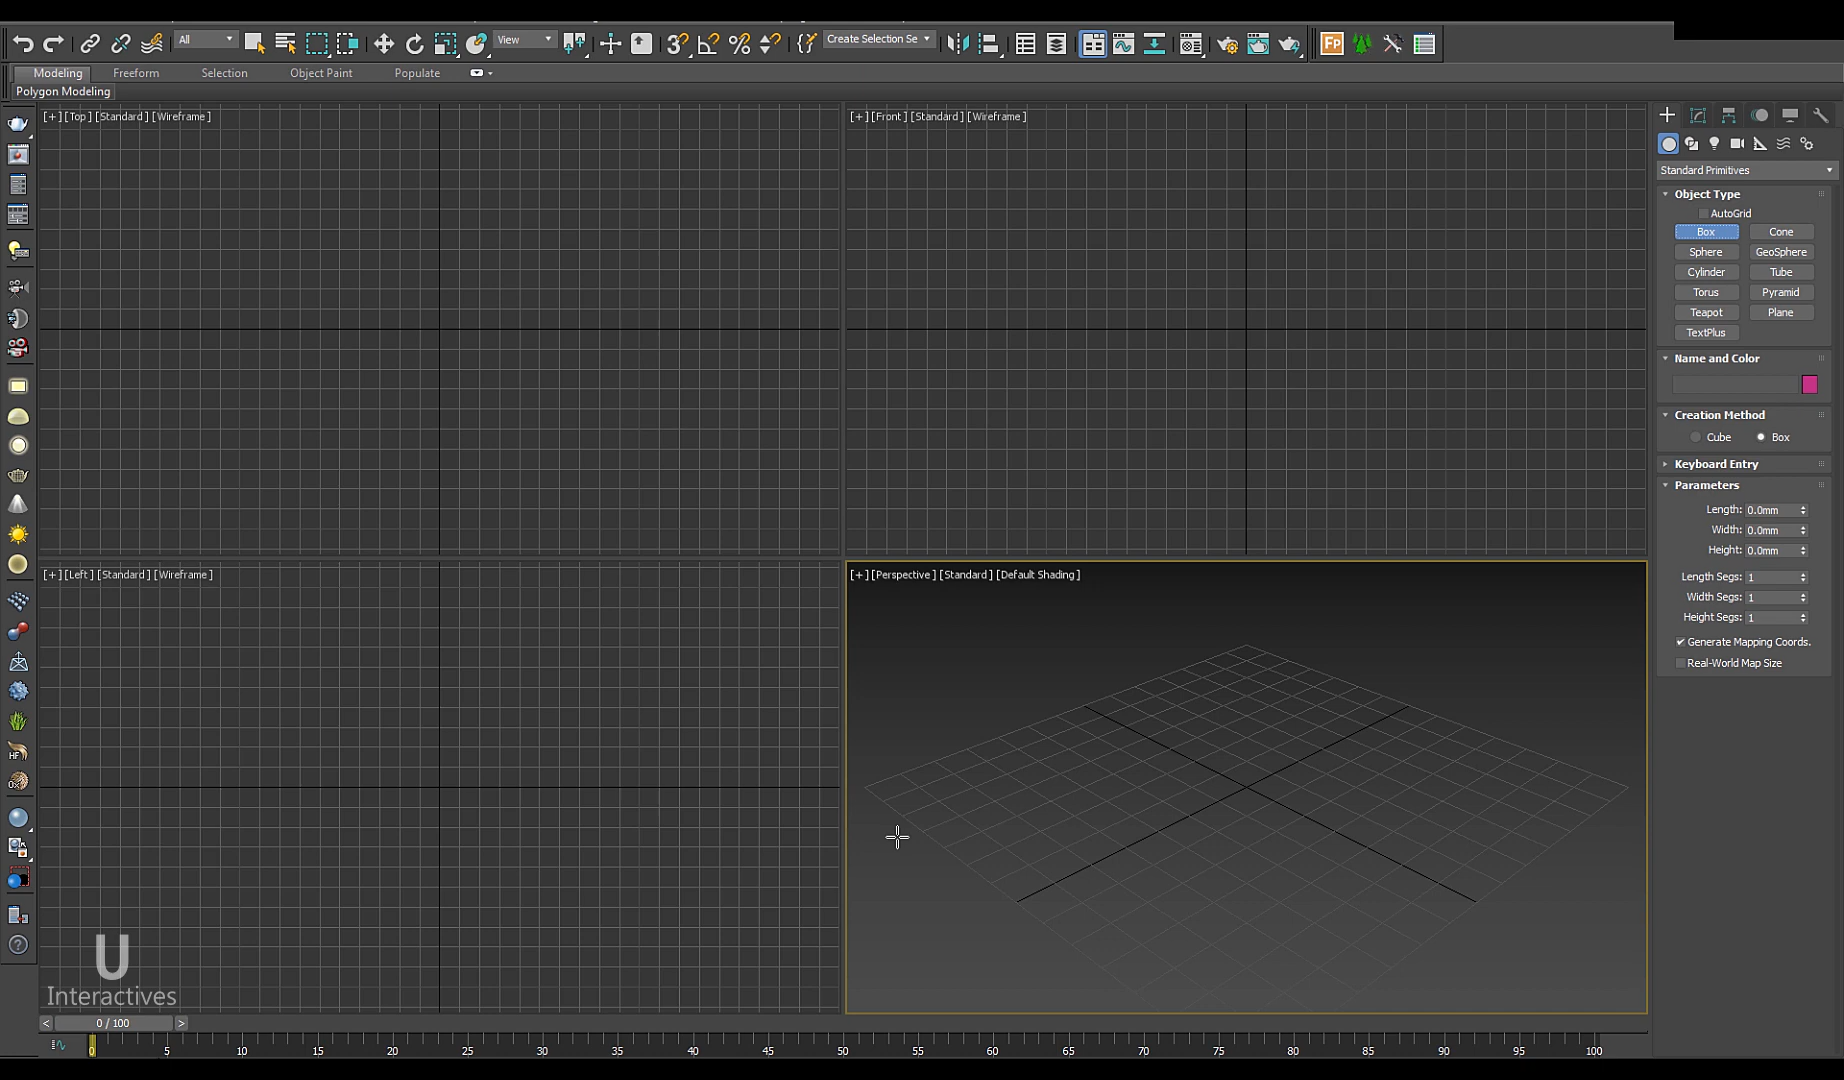 All
View
Create Selection Se
Fp
Modeling Freeform Selection Object Paint Populate
Polygon Modeling
[+] [Top] [Standard] [Wireframe]
[+] [Front] [Standard] [Wireframe]
Standard Primitives
Object Type
AutoGrid
Box Cone
Sphere GeoSphere
Cylinder Tube
Torus Pyramid
Teapot Plane
TextPlus
Name and Color
Creation Method
Cube Box
Keyboard Entry
Parameters
Length: 0.0mm
Width: 0.0mm
Height: 0.0mm
Length Segs: 1
Width Segs: 1
Height Segs: 1
Generate Mapping Coords.
Real-World Map Size
[+] [Left] [Standard] [Wireframe]
[+] [Perspective] [Standard] [Default Shading]
HF
Ox
U
Interactives
< 0 / 100 >
0 5 10 15 20 25 30 35 40 45 50 55 60 65 70 75 80 85 90 95 100